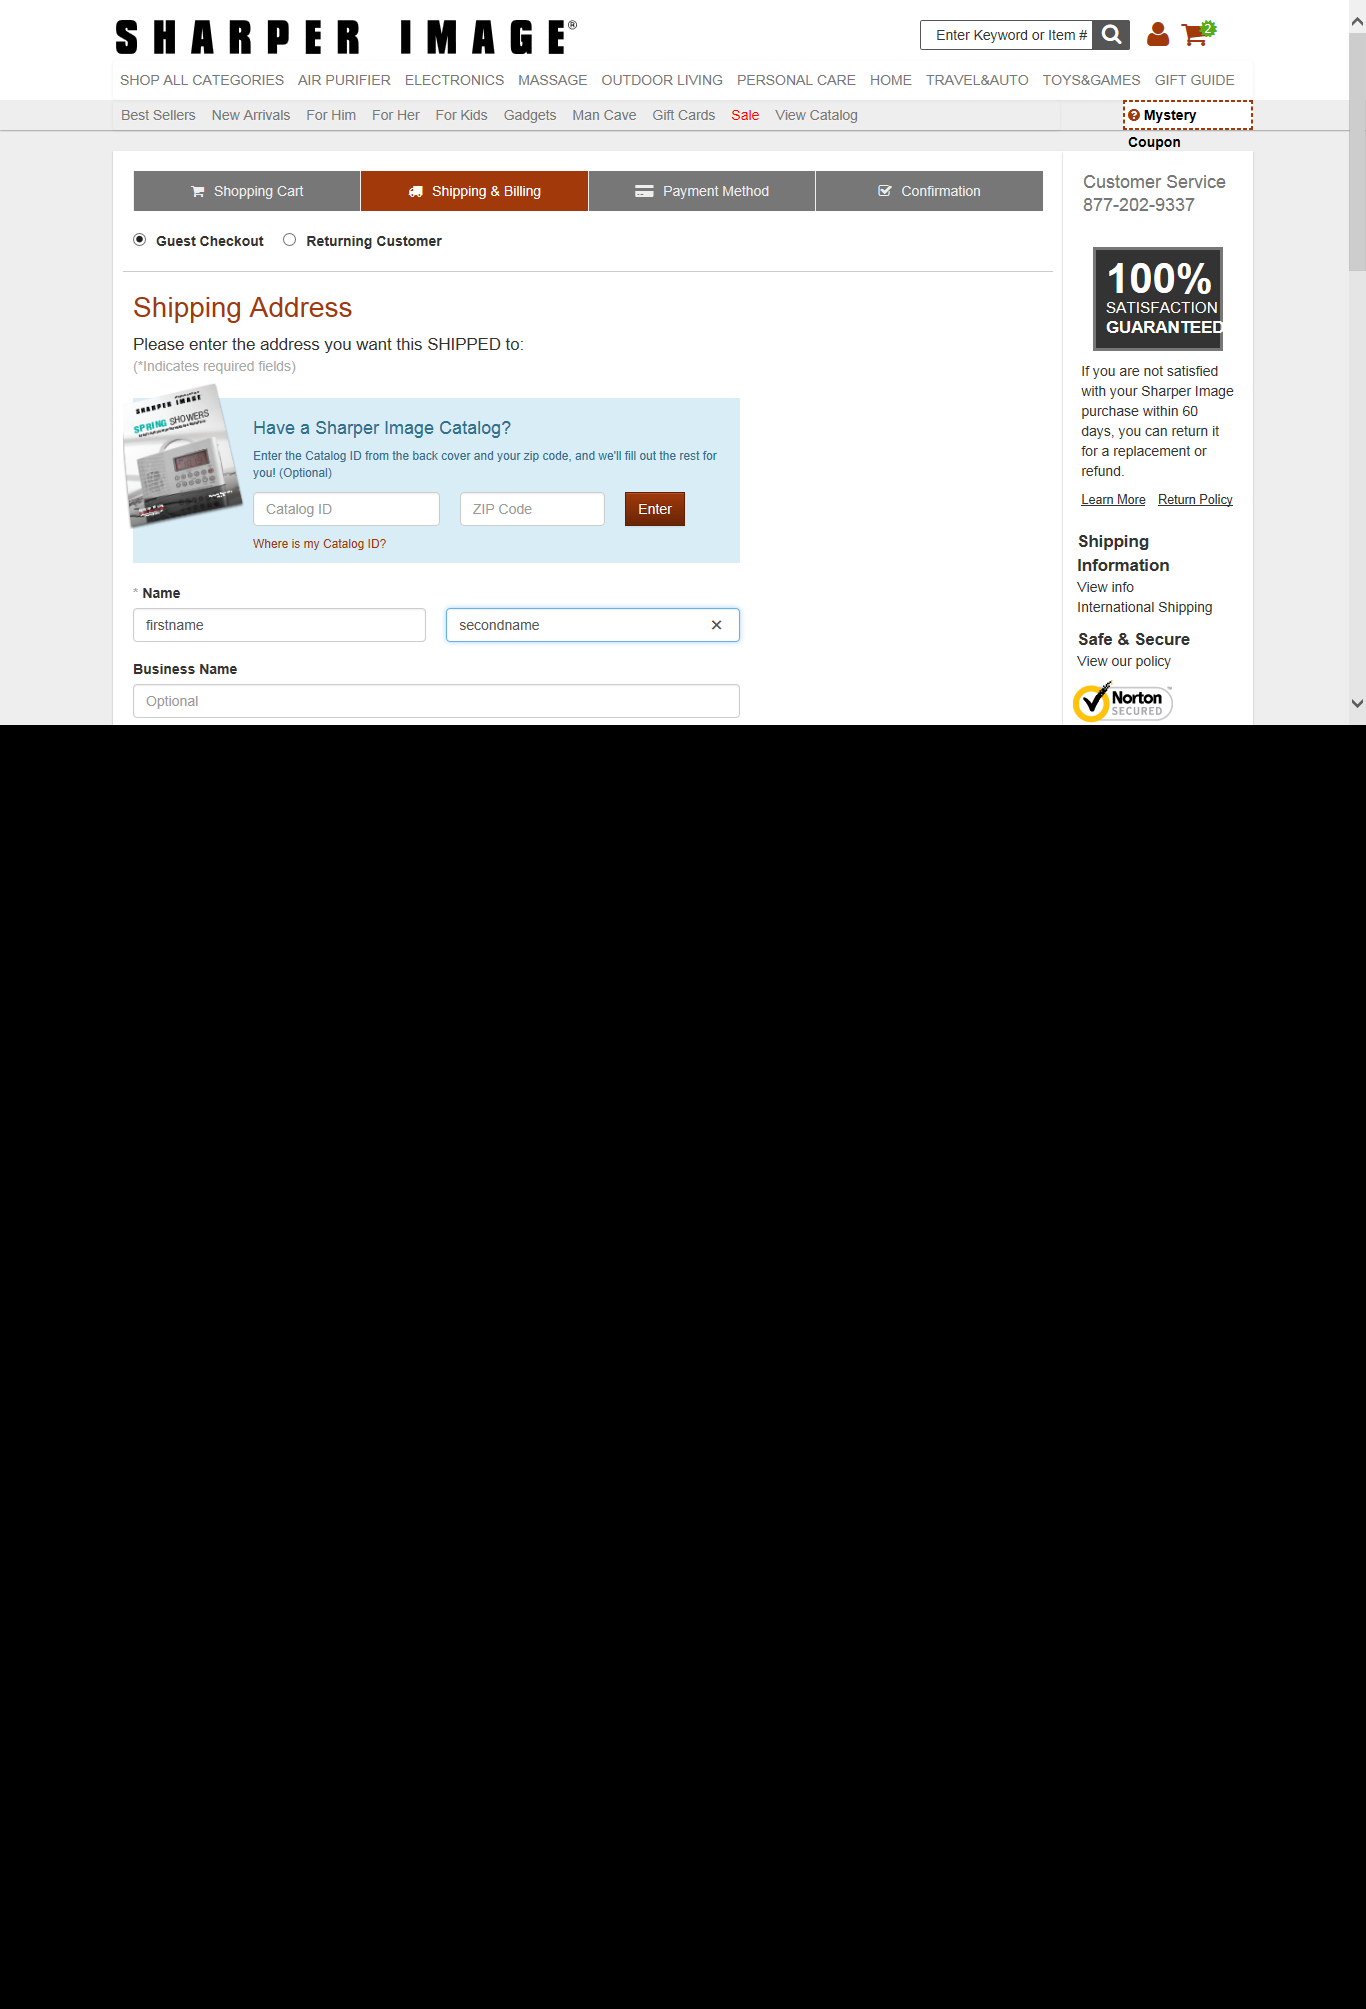 SHARPER IMAGE®
Enter Keyword or Item #
2
SHOP ALL CATEGORIES AIR PURIFIER ELECTRONICS MASSAGE OUTDOOR LIVING PERSONAL CARE HOME TRAVEL&AUTO TOYS&GAMES GIFT GUIDE
Best Sellers New Arrivals For Him For Her For Kids Gadgets Man Cave Gift Cards Sale View Catalog
Mystery
Coupon
Shopping Cart Shipping & Billing Payment Method Confirmation
Guest Checkout Returning Customer
Shipping Address
Please enter the address you want this SHIPPED to:
(*Indicates required fields)
SHARPER IMAGE
SPRING SHOWERS
Have a Sharper Image Catalog?
Enter the Catalog ID from the back cover and your zip code, and we'll fill out the rest for
you! (Optional)
Catalog ID ZIP Code Enter
Where is my Catalog ID?
* Name
firstname secondname
Business Name
Optional
Customer Service
877-202-9337
100%
SATISFACTION
GUARANTEED
If you are not satisfied
with your Sharper Image
purchase within 60
days, you can return it
for a replacement or
refund.
Learn More Return Policy
Shipping
Information
View info
International Shipping
Safe & Secure
View our policy
Norton
SECURED